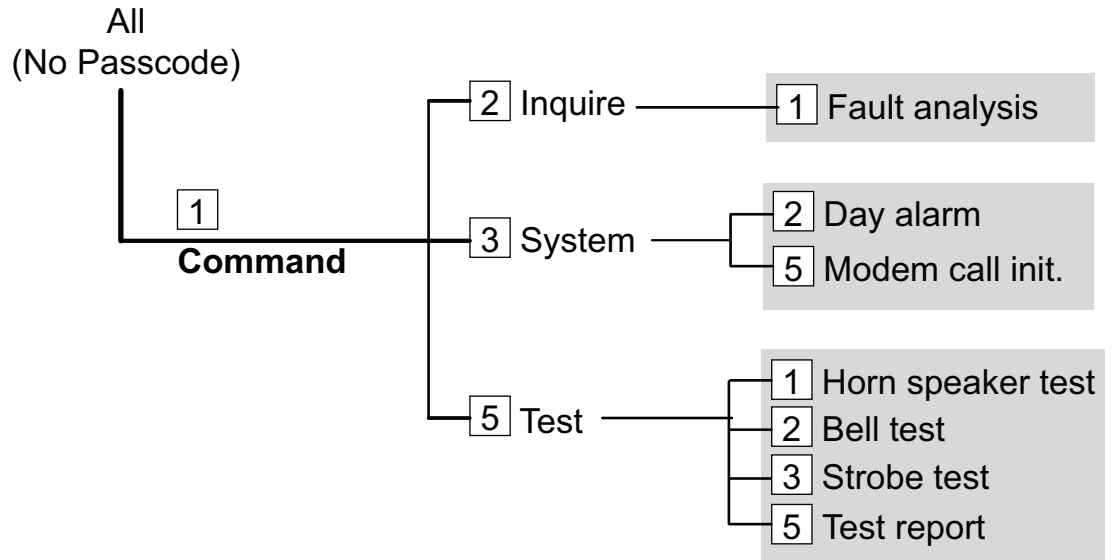 All
(No Passcode)
1
Command
2 Inquire
1 Fault analysis
3 System
2 Day alarm
5 Modem call init.
5 Test
1 Horn speaker test
2 Bell test
3 Strobe test
5 Test report